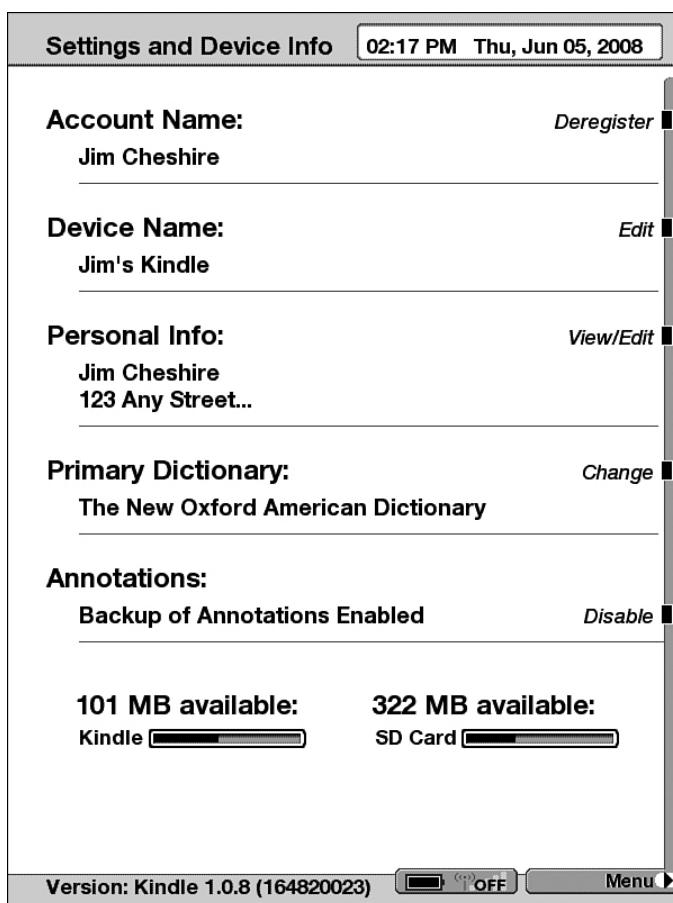 Settings and Device Info 02:17 PM Thu, Jun 05, 2008
Account Name: Deregister
Jim Cheshire
Device Name: Edit
Jim's Kindle
Personal Info: View/Edit
Jim Cheshire
123 Any Street...
Primary Dictionary: Change
The New Oxford American Dictionary
Annotations:
Backup of Annotations Enabled Disable
101 MB available: 322 MB available:
Kindle SD Card
Version: Kindle 1.0.8 (164820023) OFF Menu